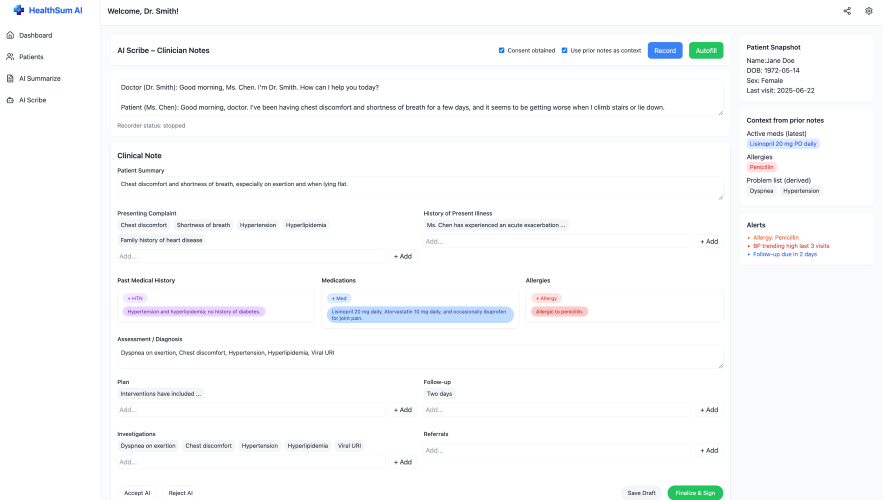 HealthSum AI
Welcome, Dr. Smith!
Dashboard
Patients
AI Summarize
AI Scribe
AI Scribe – Clinician Notes
Consent obtained
Use prior notes as context
Record
Autofill
Doctor (Dr. Smith): Good morning, Ms. Chen. I'm Dr. Smith. How can I help you today?
Patient (Ms. Chen): Good morning, doctor. I've been having chest discomfort and shortness of breath for a few days, and it seems to be getting worse when I climb stairs or lie down.
Recorder status: stopped
Clinical Note
Patient Summary
Chest discomfort and shortness of breath, especially on exertion and when lying flat.
Presenting Complaint
Chest discomfort Shortness of breath Hypertension Hyperlipidemia
Family history of heart disease
Add...
+ Add
History of Present Illness
Ms. Chen has experienced an acute exacerbation ...
Add...
+ Add
Past Medical History
+ HTN
Hypertension and hyperlipidemia; no history of diabetes.
Medications
+ Med
Lisinopril 20 mg daily, Atorvastatin 10 mg daily, and occasionally ibuprofen
for joint pain.
Allergies
+ Allergy
Allergic to penicillin.
Assessment / Diagnosis
Dyspnea on exertion, Chest discomfort, Hypertension, Hyperlipidemia, Viral URI
Plan
Interventions have included ...
Add...
+ Add
Follow-up
Two days
Add...
+ Add
Investigations
Dyspnea on exertion Chest discomfort Hypertension Hyperlipidemia Viral URI
Add...
+ Add
Referrals
Add...
+ Add
Accept AI
Reject AI
Save Draft
Finalize & Sign
Patient Snapshot
Name:Jane Doe
DOB: 1972-05-14
Sex: Female
Last visit: 2025-06-22
Context from prior notes
Active meds (latest)
Lisinopril 20 mg PO daily
Allergies
Penicillin
Problem list (derived)
Dyspnea Hypertension
Alerts
• Allergy: Penicillin
• BP trending high last 3 visits
• Follow-up due in 2 days